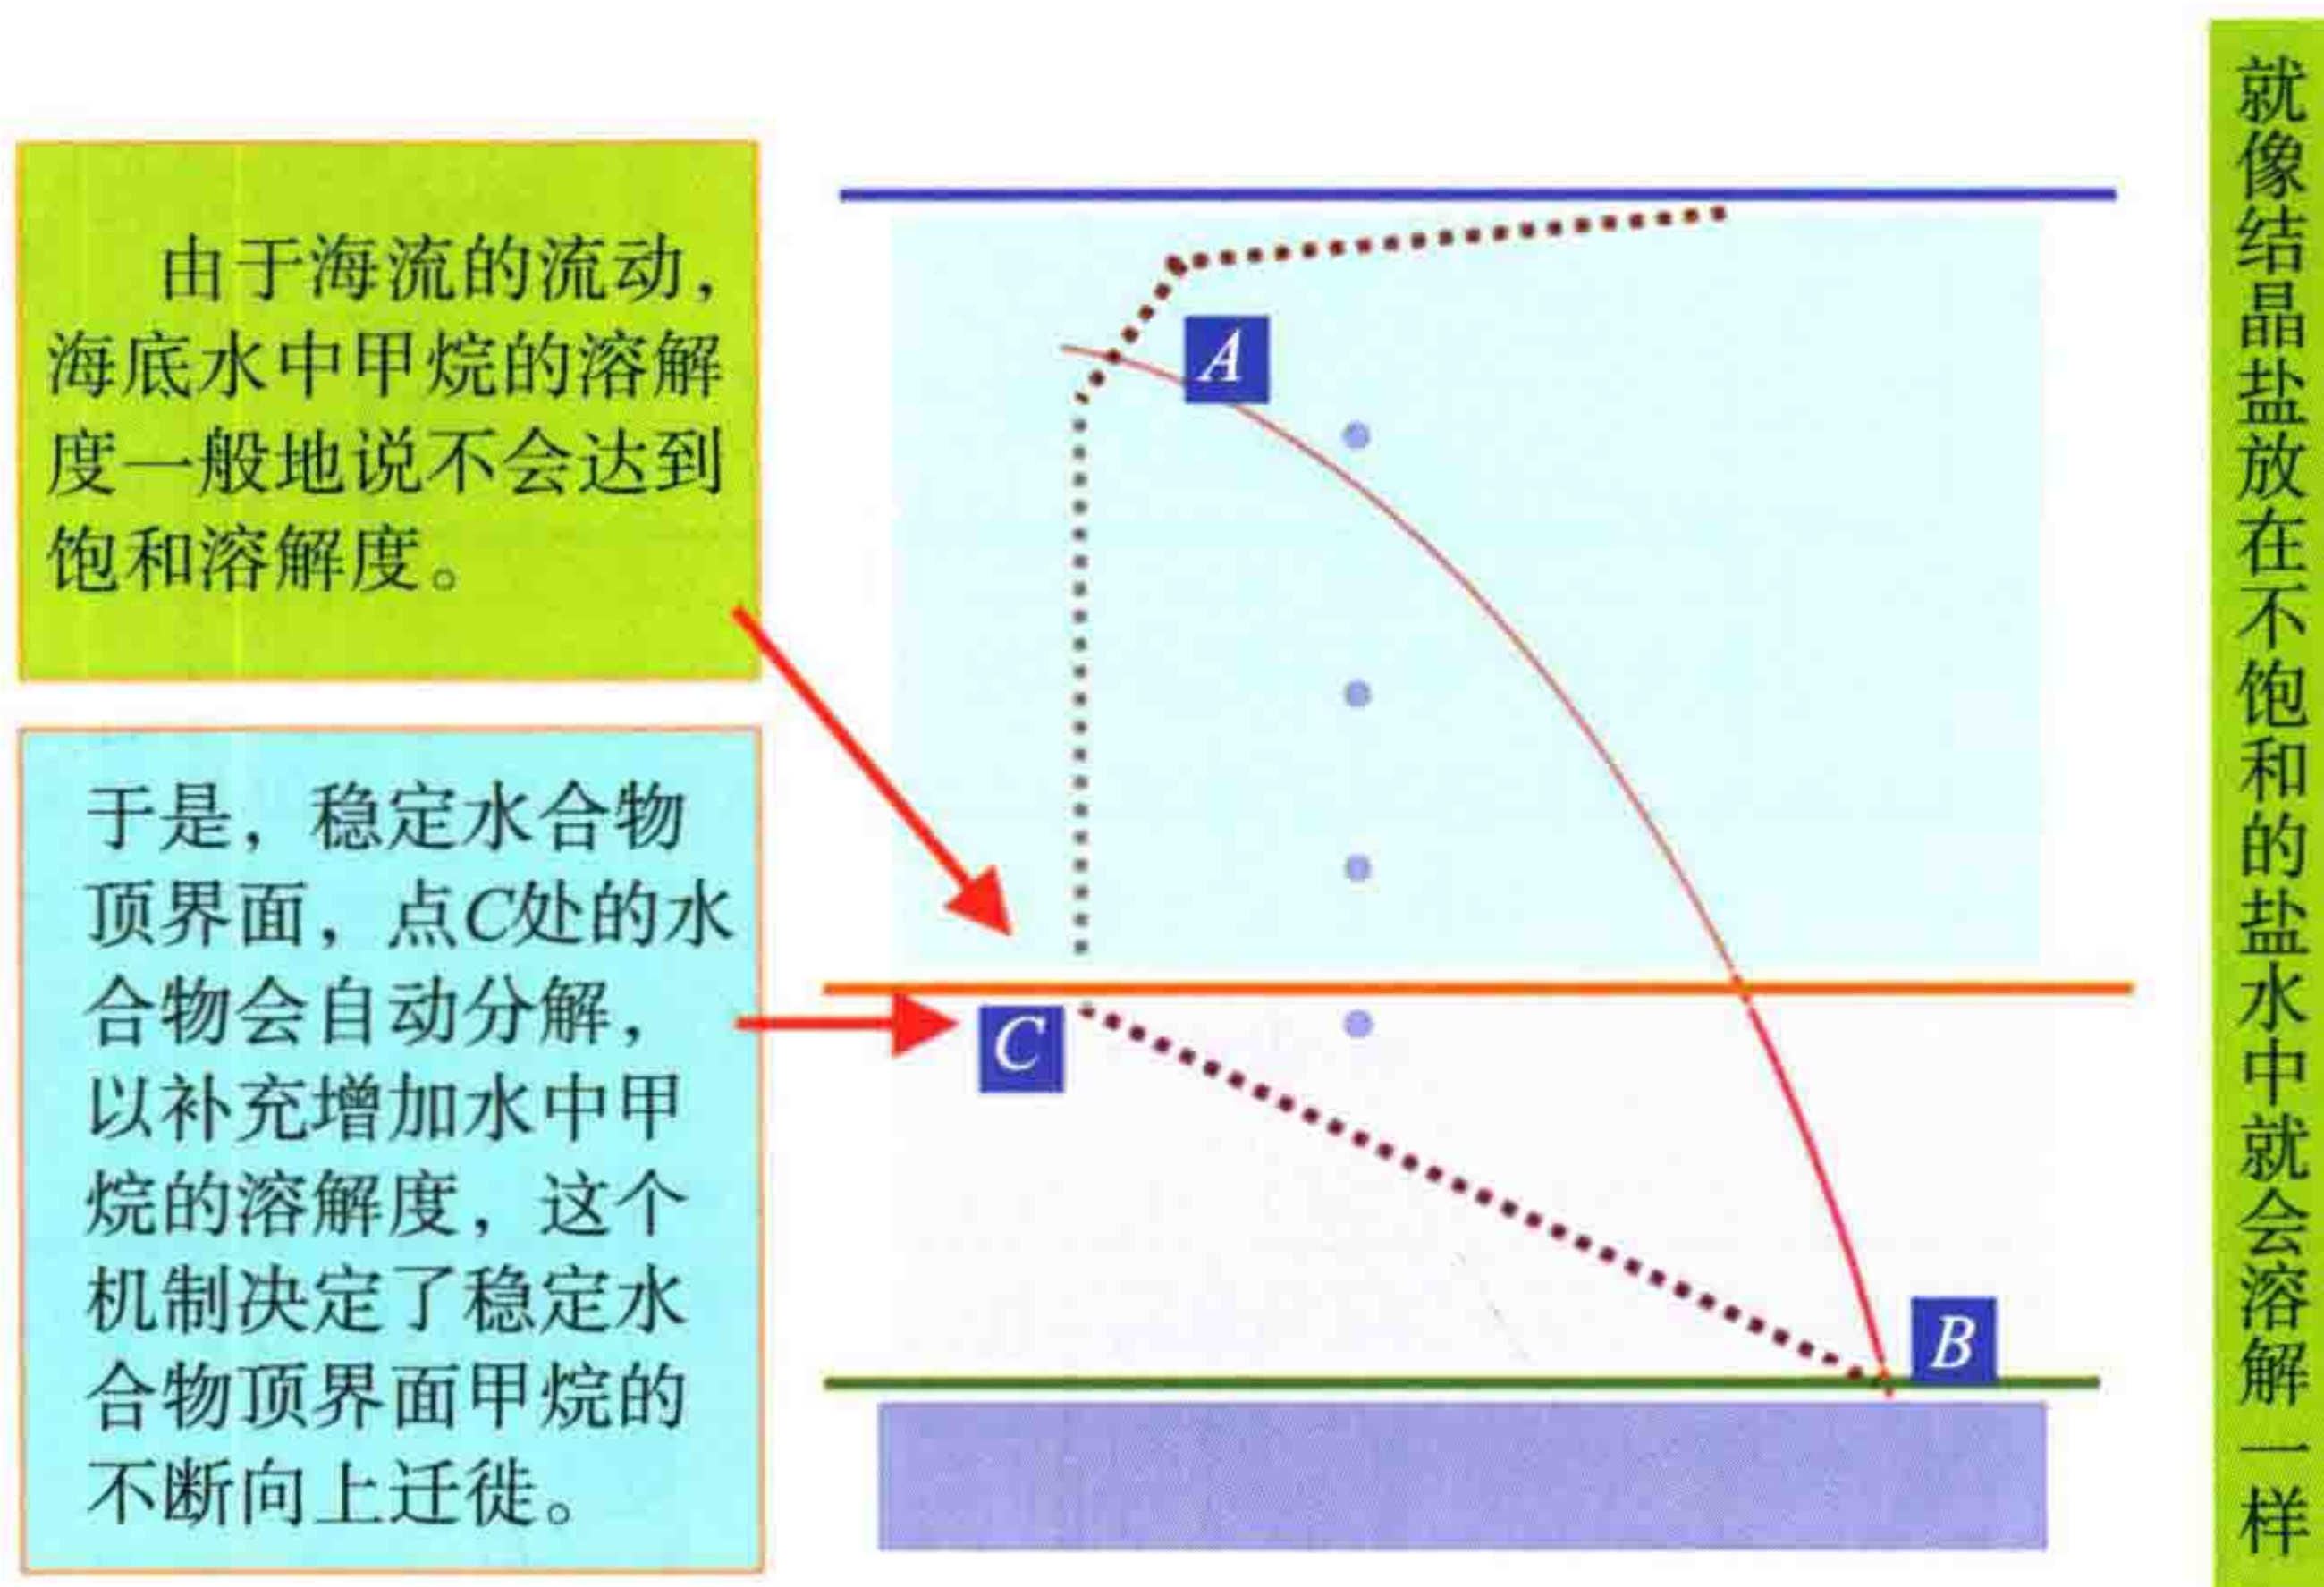 由于海流的流动，
海底水中甲烷的溶解
度一般地说不会达到
饱和溶解度。
于是，稳定水合物
顶界面，点C处的水
合物会自动分解，
以补充增加水中甲
烷的溶解度，这个
机制决定了稳定水
合物顶界面甲烷的
不断向上迁徙。
A
C
B
就像结晶盐放在不饱和的盐水中就会溶解一样